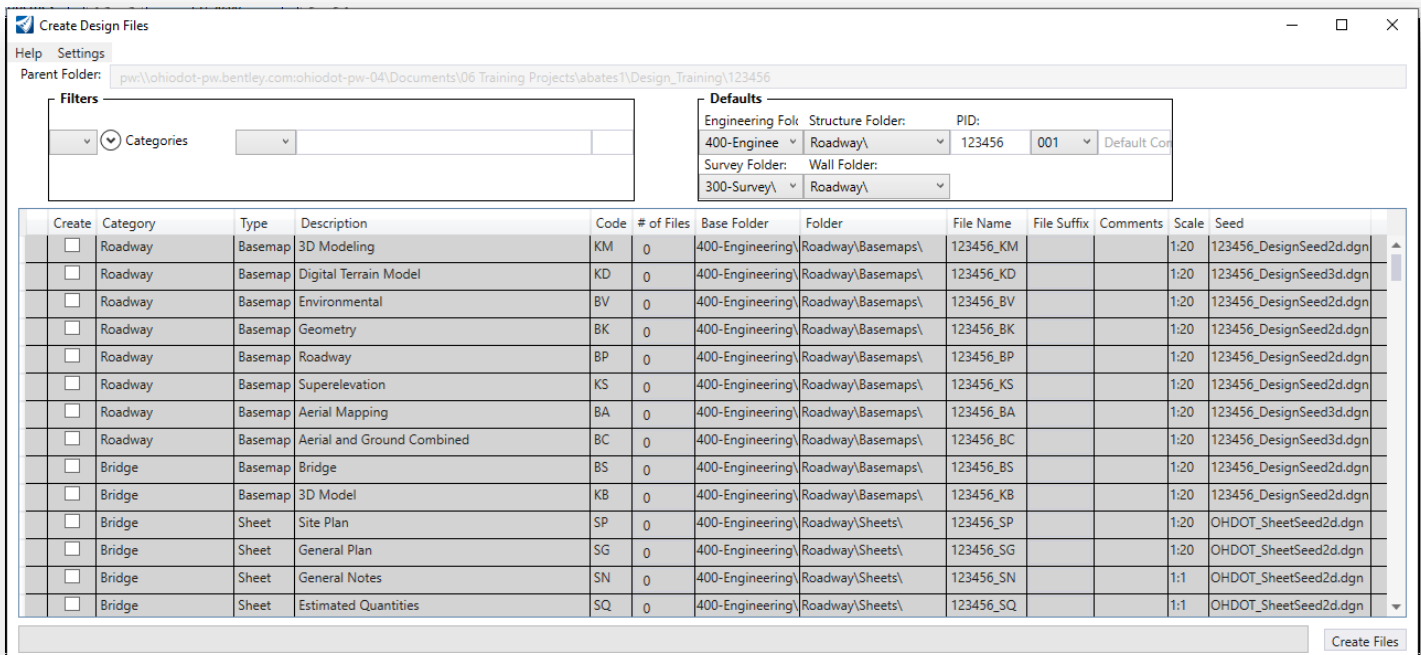 Create Design Files
Help Settings
Parent Folder: pw:\\ohiodot-pw.bentley.com:ohiodot-pw-04\Documents\06 Training Projects\abates1\Design_Training\123456
Filters
Categories
Defaults
Engineering Fol Structure Folder: PID:
400-Enginee Roadway\ 123456 001 Default Con
Survey Folder: Wall Folder:
300-Survey\ Roadway\
Create Category Type Description Code # of Files Base Folder Folder File Name File Suffix Comments Scale Seed
Roadway Basemap 3D Modeling KM 0 400-Engineering\ Roadway\Basemaps\ 123456_KM 1:20 123456_DesignSeed2d.dgn
Roadway Basemap Digital Terrain Model KD 0 400-Engineering\ Roadway\Basemaps\ 123456_KD 1:20 123456_DesignSeed3d.dgn
Roadway Basemap Environmental BV 0 400-Engineering\ Roadway\Basemaps\ 123456_BV 1:20 123456_DesignSeed2d.dgn
Roadway Basemap Geometry BK 0 400-Engineering\ Roadway\Basemaps\ 123456_BK 1:20 123456_DesignSeed2d.dgn
Roadway Basemap Roadway BP 0 400-Engineering\ Roadway\Basemaps\ 123456_BP 1:20 123456_DesignSeed2d.dgn
Roadway Basemap Superelevation KS 0 400-Engineering\ Roadway\Basemaps\ 123456_KS 1:20 123456_DesignSeed2d.dgn
Roadway Basemap Aerial Mapping BA 0 400-Engineering\ Roadway\Basemaps\ 123456_BA 1:20 123456_DesignSeed3d.dgn
Roadway Basemap Aerial and Ground Combined BC 0 400-Engineering\ Roadway\Basemaps\ 123456_BC 1:20 123456_DesignSeed3d.dgn
Bridge Basemap Bridge BS 0 400-Engineering\ Roadway\Basemaps\ 123456_BS 1:20 123456_DesignSeed2d.dgn
Bridge Basemap 3D Model KB 0 400-Engineering\ Roadway\Basemaps\ 123456_KB 1:20 123456_DesignSeed2d.dgn
Bridge Sheet Site Plan SP 0 400-Engineering\ Roadway\Sheets\ 123456_SP 1:20 OHDOT_SheetSeed2d.dgn
Bridge Sheet General Plan SG 0 400-Engineering\ Roadway\Sheets\ 123456_SG 1:20 OHDOT_SheetSeed2d.dgn
Bridge Sheet General Notes SN 0 400-Engineering\ Roadway\Sheets\ 123456_SN 1:1 OHDOT_SheetSeed2d.dgn
Bridge Sheet Estimated Quantities SQ 0 400-Engineering\ Roadway\Sheets\ 123456_SQ 1:1 OHDOT_SheetSeed2d.dgn
Create Files